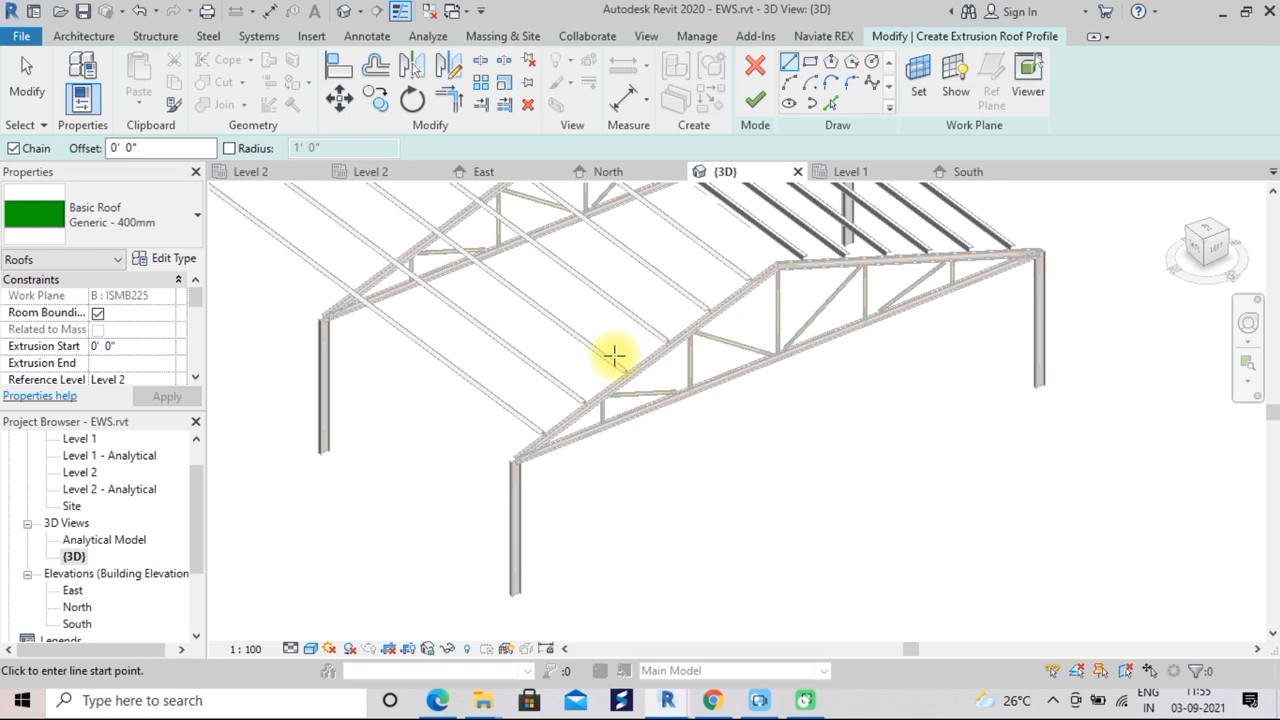 Autodesk Revit 2020 - EWS.rvt - 3D View: {3D}
Sign In
File Architecture Structure Steel Systems Insert Annotate Analyze Massing & Site Collaborate View Manage Add-Ins Naviate REX Modify | Create Extrusion Roof Profile
Modify
Paste
Cope
Cut
Join
Ref
Plane
Set Show Viewer
Select Properties Clipboard Geometry Modify View Measure Create Mode Draw Work Plane
Chain Offset: 0' 0" Radius: 1' 0"
Level 2 Level 2 East North {3D} Level 1 South
Properties
Basic Roof
Generic - 400mm
Roofs Edit Type
Constraints
Work Plane B : ISMB225
Room Boundi...
Related to Mass
Extrusion Start 0' 0"
Extrusion End
Reference Level Level 2
Properties help Apply
Project Browser - EWS.rvt
Level 1
Level 1 - Analytical
Level 2
Level 2 - Analytical
Site
3D Views
Analytical Model
{3D}
Elevations (Building Elevation
East
North
South
Legends
LEFT
1 : 100
Click to enter line start point.
:0 Main Model :0
Type here to search
26°C
ENG
IN
11:55
03-09-2021